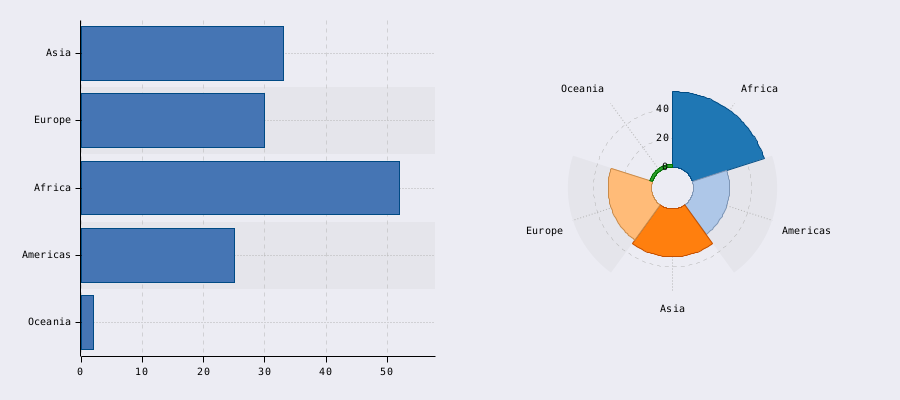 Asia
Europe
Africa
Americas
Oceania
0 10 20 30 40 50
Oceania
Africa
40
20
0
Europe
Americas
Asia